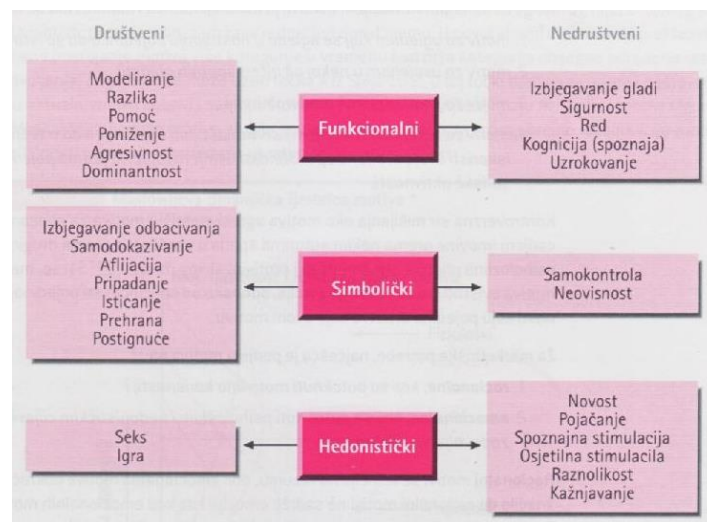 Društveni
Nedruštveni
Modeliranje
Razlika
Pomoć
Poniženje
Agresivnost
Dominantnost
Funkcionalni
Izbjegavanje gladi
Sigurnost
Red
Kognicija (spoznaja)
Uzrokovanje
Izbjegavanje odbacivanja
Samodokazivanje
Aflijacija
Pripadanje
Isticanje
Prehrana
Postignuće
Simbolički
Samokontrola
Neovisnost
Seks
Igra
Hedonistički
Novost
Pojačanje
Spoznajna stimulacija
Osjetilna stimulacila
Raznolikost
Kažnjavanje